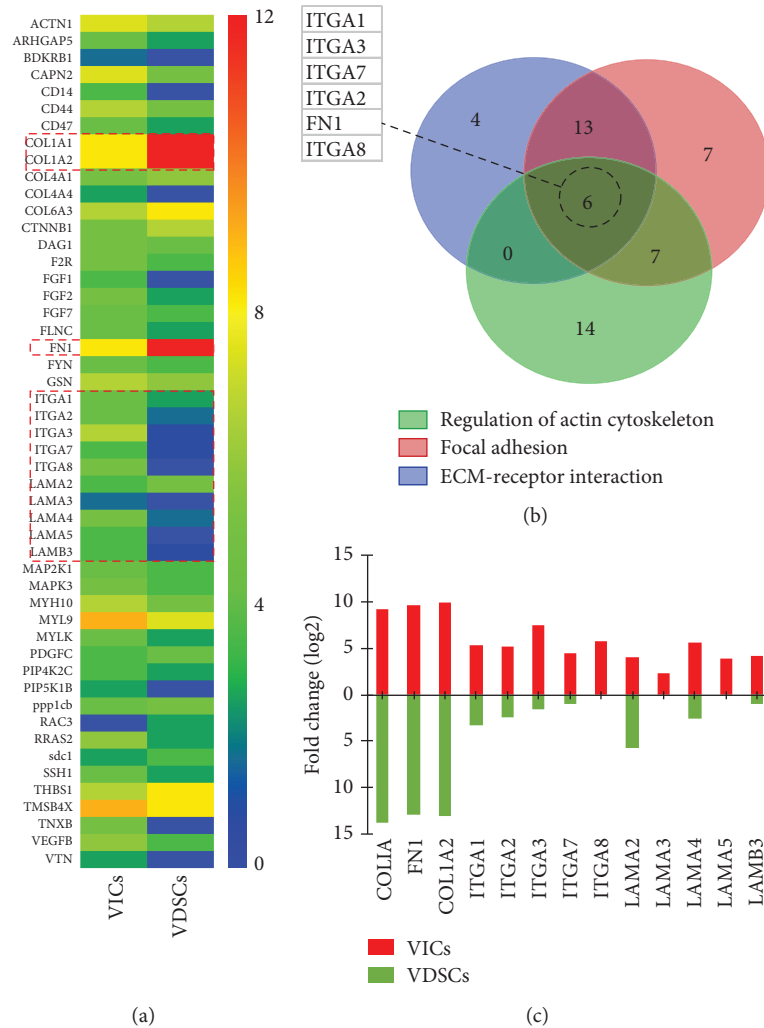 ACTN1
ARHGAP5
BDKRB1
CAPN2
CD14
CD44
CD47
COL1A1
COL1A2
COL4A1
COL4A4
COL6A3
CTNNB1
DAG1
F2R
FGF1
FGF2
FGF7
FLNC
FN1
FYN
GSN
ITGA1
ITGA2
ITGA3
ITGA7
ITGA8
LAMA2
LAMA3
LAMA4
LAMA5
LAMB3
MAP2K1
MAPK3
MYH10
MYL9
MYLK
PDGFC
PIP4K2C
PIP5K1B
ppp1cb
RAC3
RRAS2
sdc1
SSH1
THBS1
TMSB4X
TNXB
VEGFB
VTN
VICs
VDSCs
12
8
4
0
(a)
ITGA1
ITGA3
ITGA7
ITGA2
FN1
ITGA8
4
13
7
6
0
7
14
Regulation of actin cytoskeleton
Focal adhesion
ECM-receptor interaction
(b)
Fold change (log2)
15
10
5
0
5
10
15
COLIA
FN1
COL1A2
ITGA1
ITGA2
ITGA3
ITGA7
ITGA8
LAMA2
LAMA3
LAMA4
LAMA5
LAMB3
VICs
VDSCs
(c)